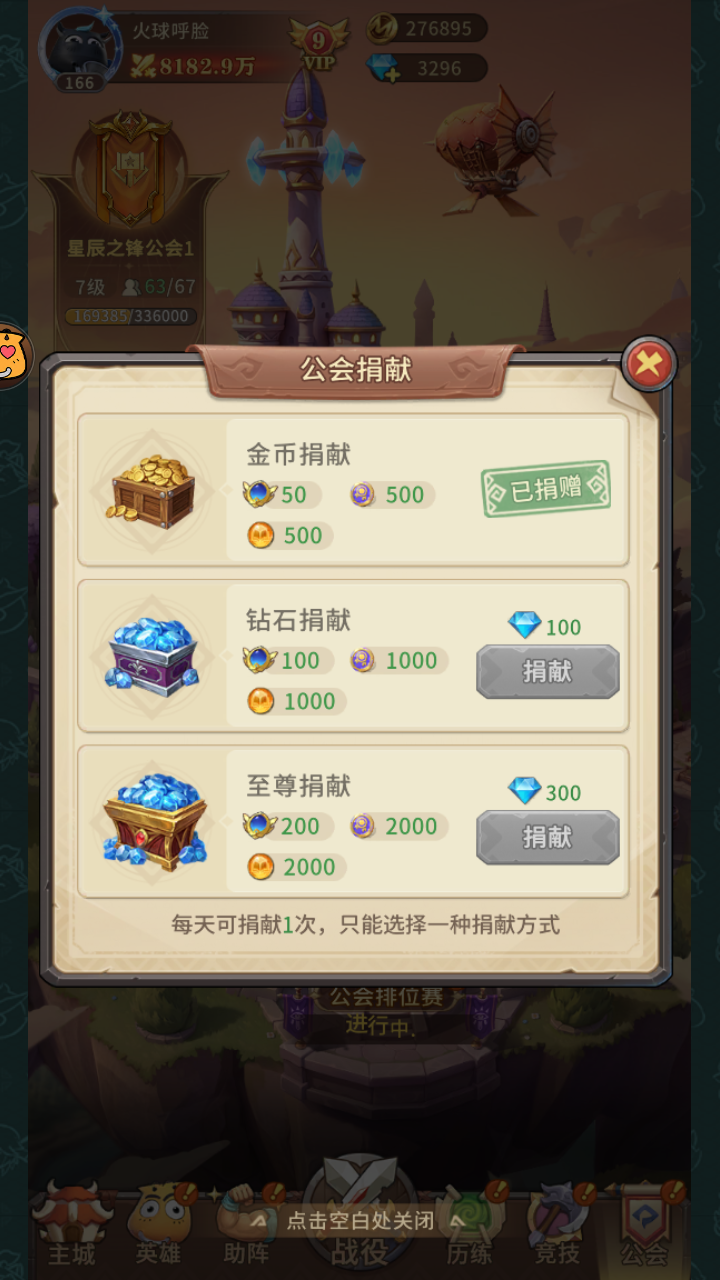 火球呼脸
166
8182.9万
9
VIP
276895
3296
星辰之锋公会1
7级 63/67
169385/336000
公会捐献
金币捐献
50 500
500
已捐赠
钻石捐献
100 1000
1000
100
捐献
至尊捐献
200 2000
2000
300
捐献
每天可捐献1次，只能选择一种捐献方式
公会排位赛
进行中.
点击空白处关闭
主城 英雄 助阵 战役 历练 竞技 公会